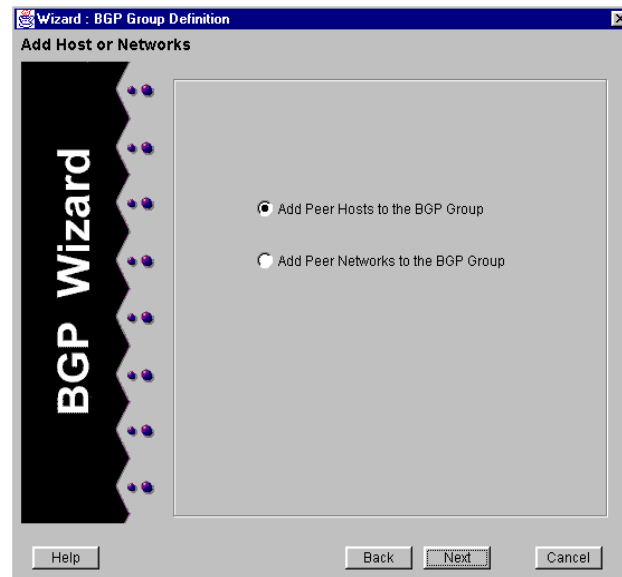 Wizard : BGP Group Definition
Add Host or Networks
BGP Wizard
Add Peer Hosts to the BGP Group
Add Peer Networks to the BGP Group
Help
Back
Next
Cancel